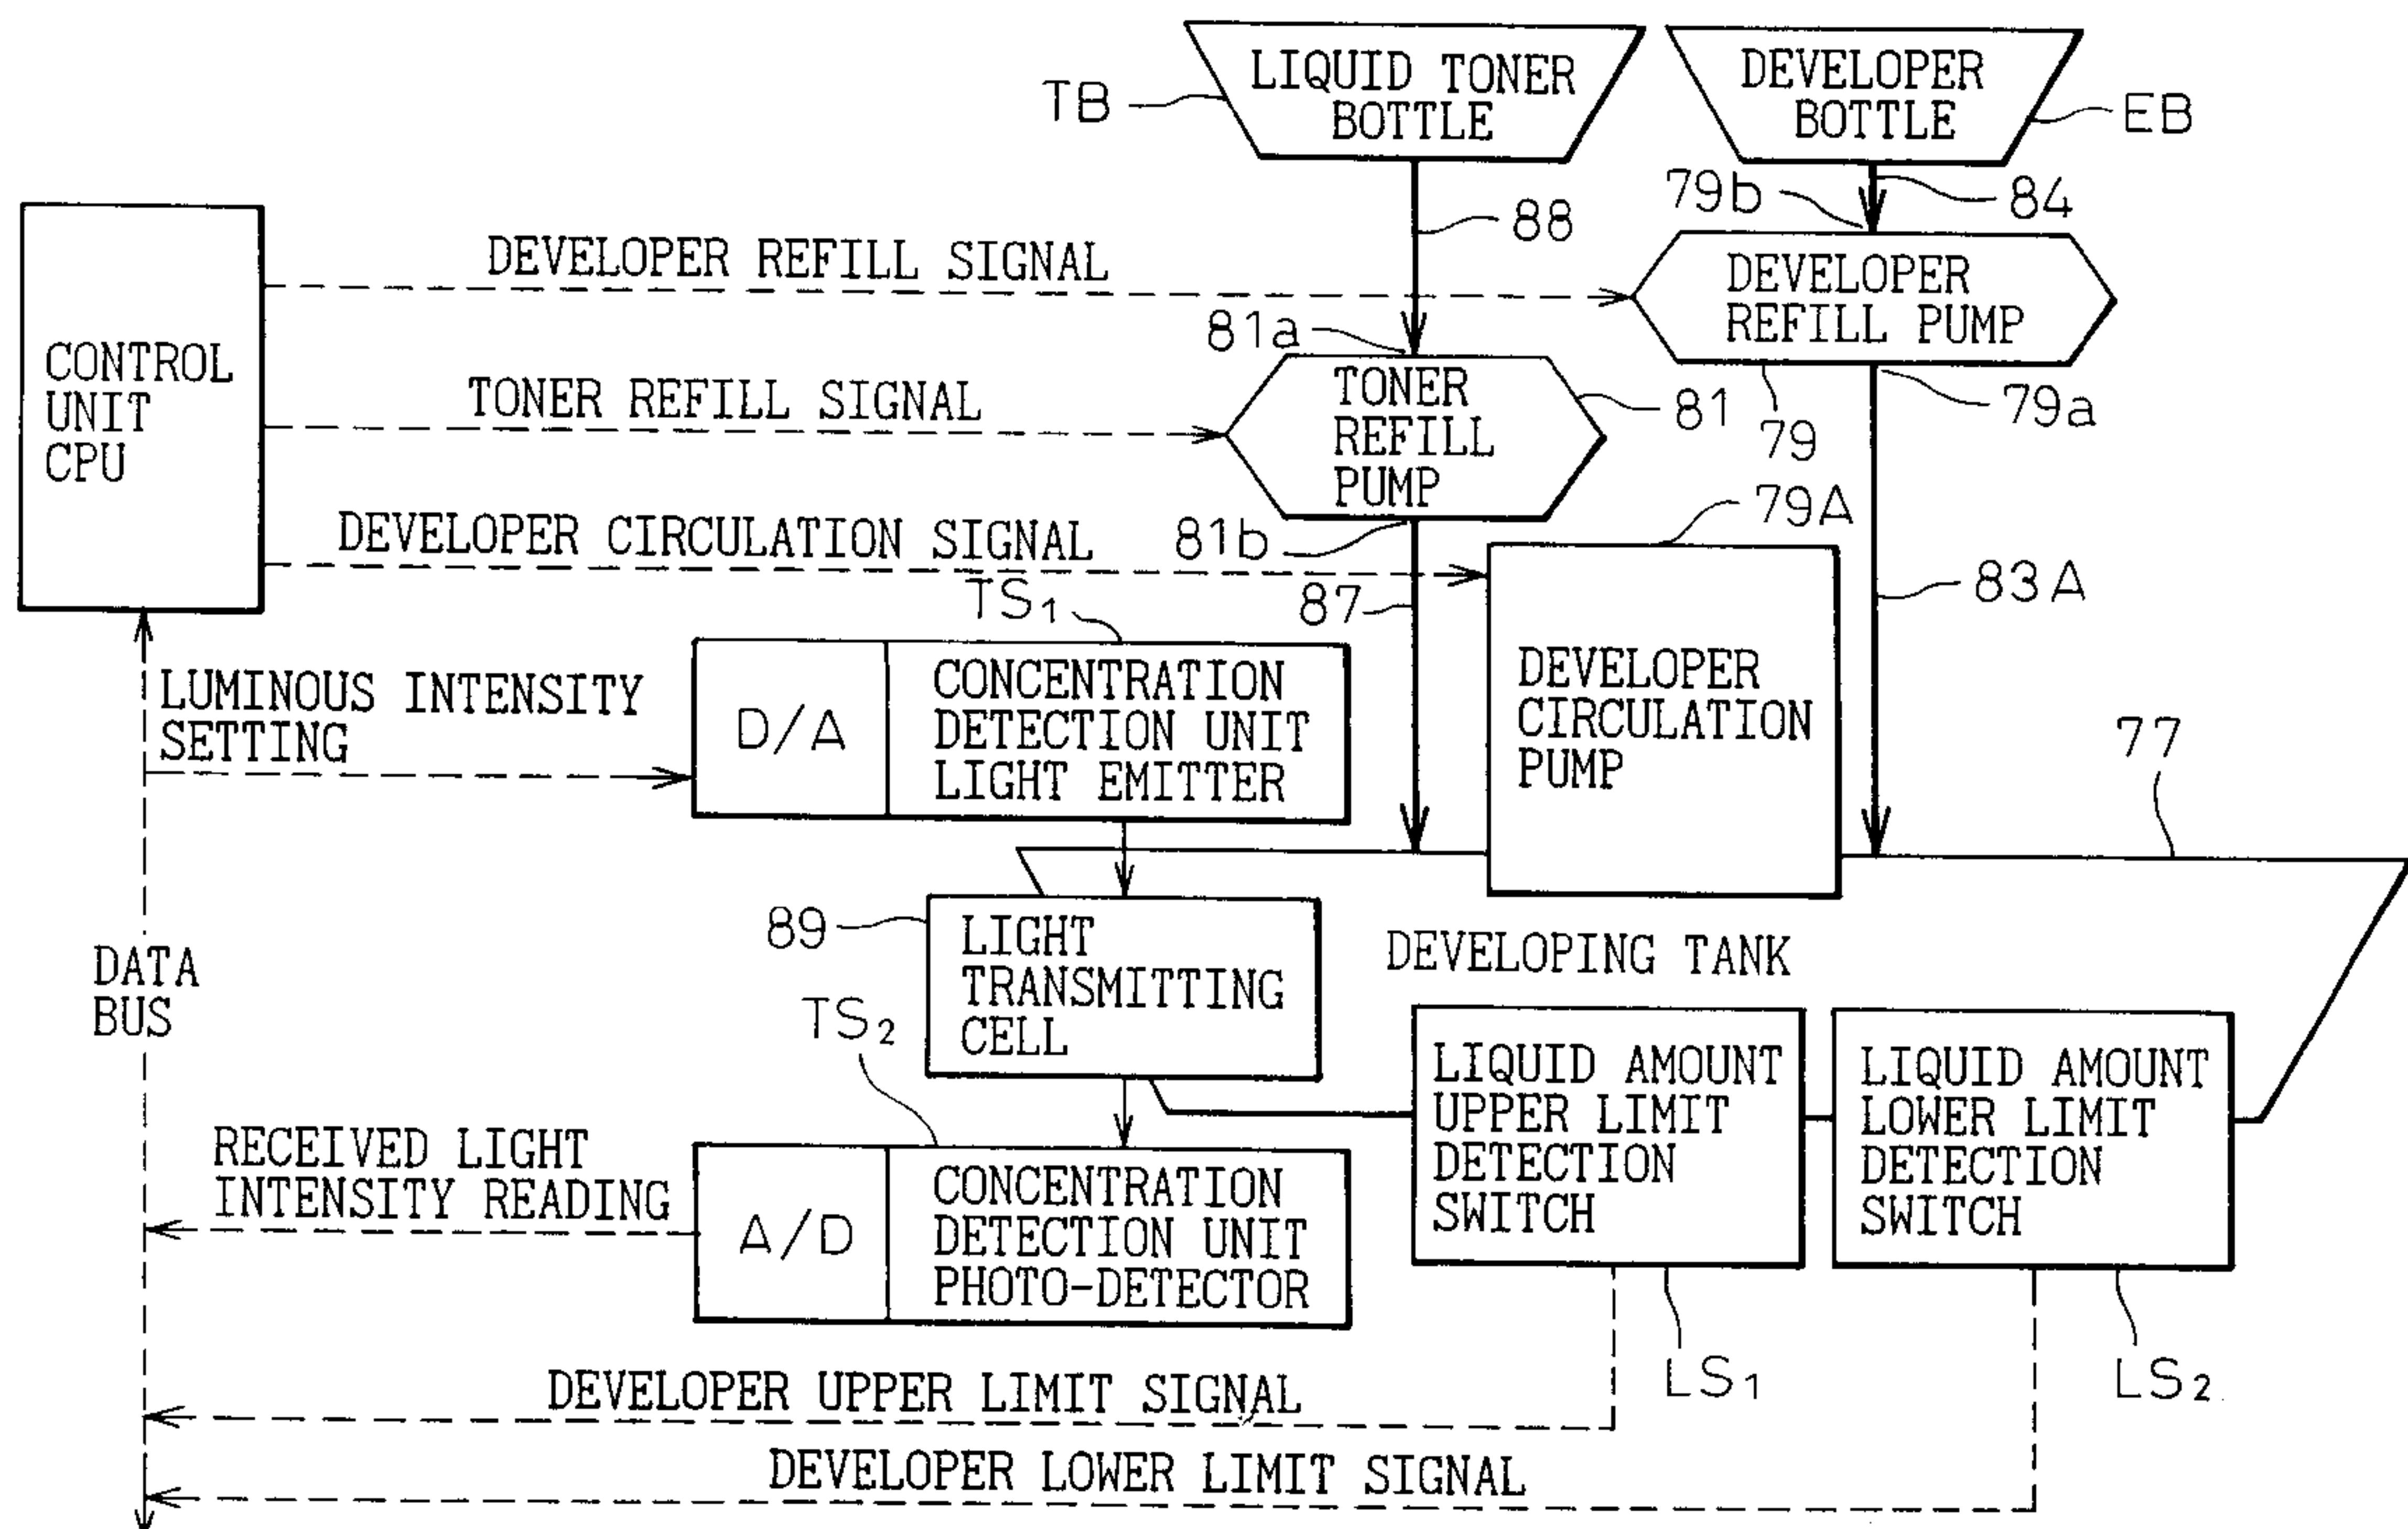 LIQUID TONER
BOTTLE
TB
DEVELOPER
BOTTLE
EB
79b
84
88
DEVELOPER REFILL SIGNAL
DEVELOPER
REFILL PUMP
81a
CONTROL
UNIT
CPU
TONER REFILL SIGNAL
TONER
REFILL
PUMP
81
79
79a
79A
DEVELOPER CIRCULATION SIGNAL
81b
87
83A
TS1
LUMINOUS INTENSITY
SETTING
D/A
CONCENTRATION
DETECTION UNIT
LIGHT EMITTER
DEVELOPER
CIRCULATION
PUMP
77
89
LIGHT
TRANSMITTING
CELL
DEVELOPING TANK
DATA
BUS
TS2
LIQUID AMOUNT
UPPER LIMIT
DETECTION
SWITCH
LIQUID AMOUNT
LOWER LIMIT
DETECTION
SWITCH
RECEIVED LIGHT
INTENSITY READING
A/D
CONCENTRATION
DETECTION UNIT
PHOTO-DETECTOR
LS1
LS2
DEVELOPER UPPER LIMIT SIGNAL
DEVELOPER LOWER LIMIT SIGNAL